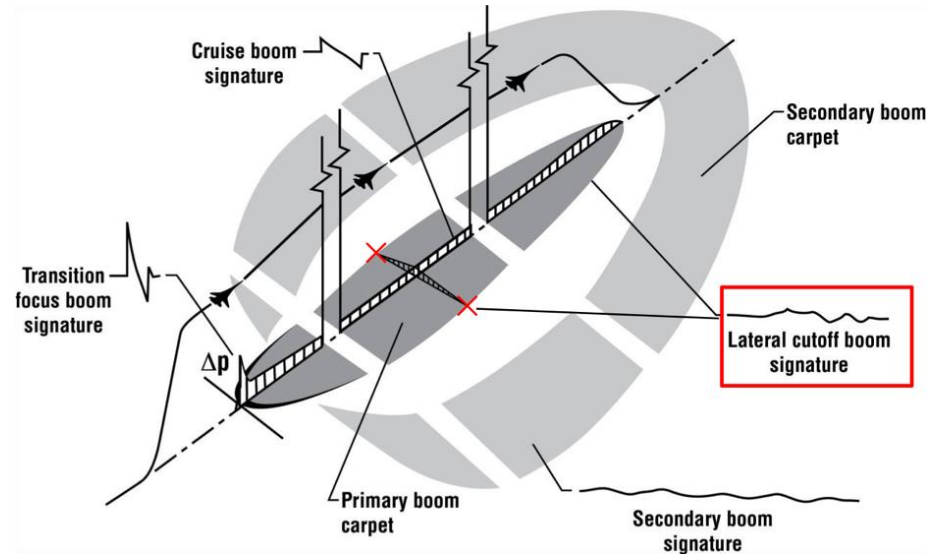 Cruise boom
signature
Secondary boom
carpet
Transition
focus boom
signature
Δp
Lateral cutoff boom
signature
Primary boom
carpet
Secondary boom
signature